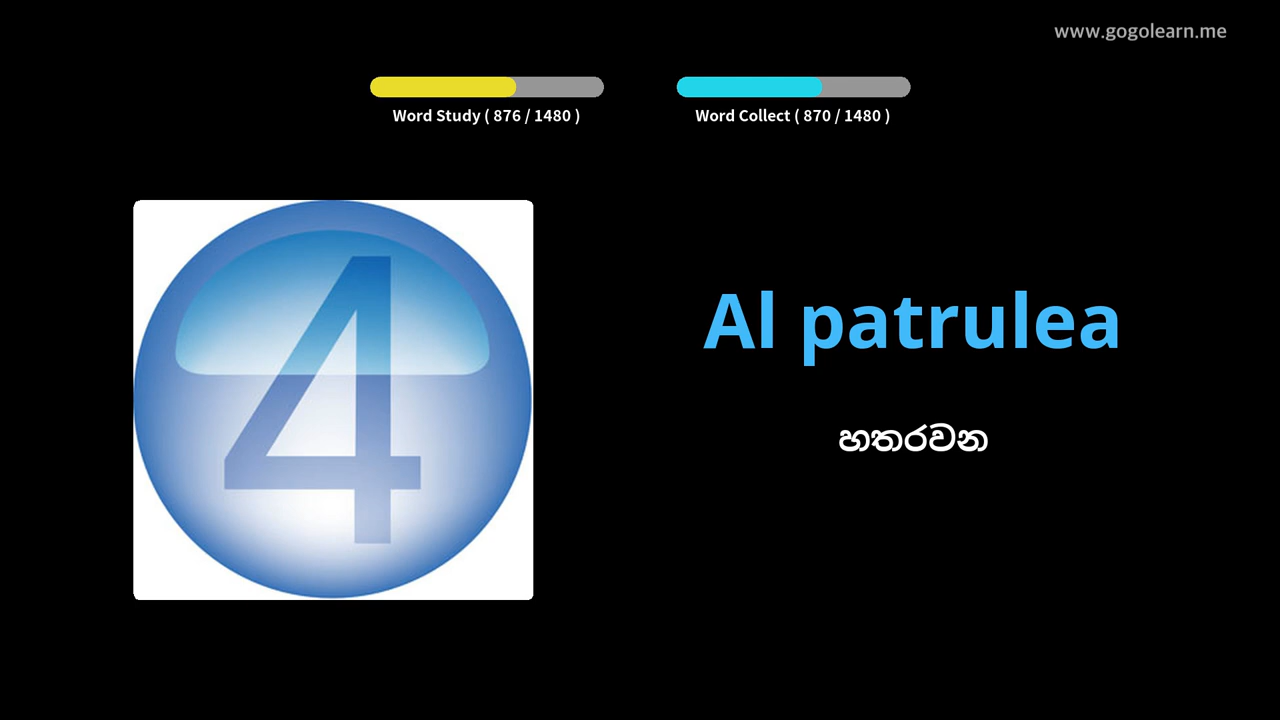 www.gogolearn.me
Word Study ( 876 / 1480 )
Word Collect ( 870 / 1480 )
4
Al patrulea
හතරවන